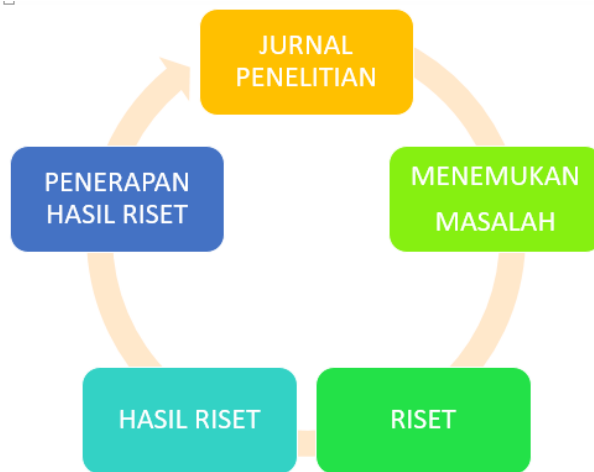 JURNAL
PENELITIAN
MENEMUKAN
MASALAH
RISET
HASIL RISET
PENERAPAN
HASIL RISET